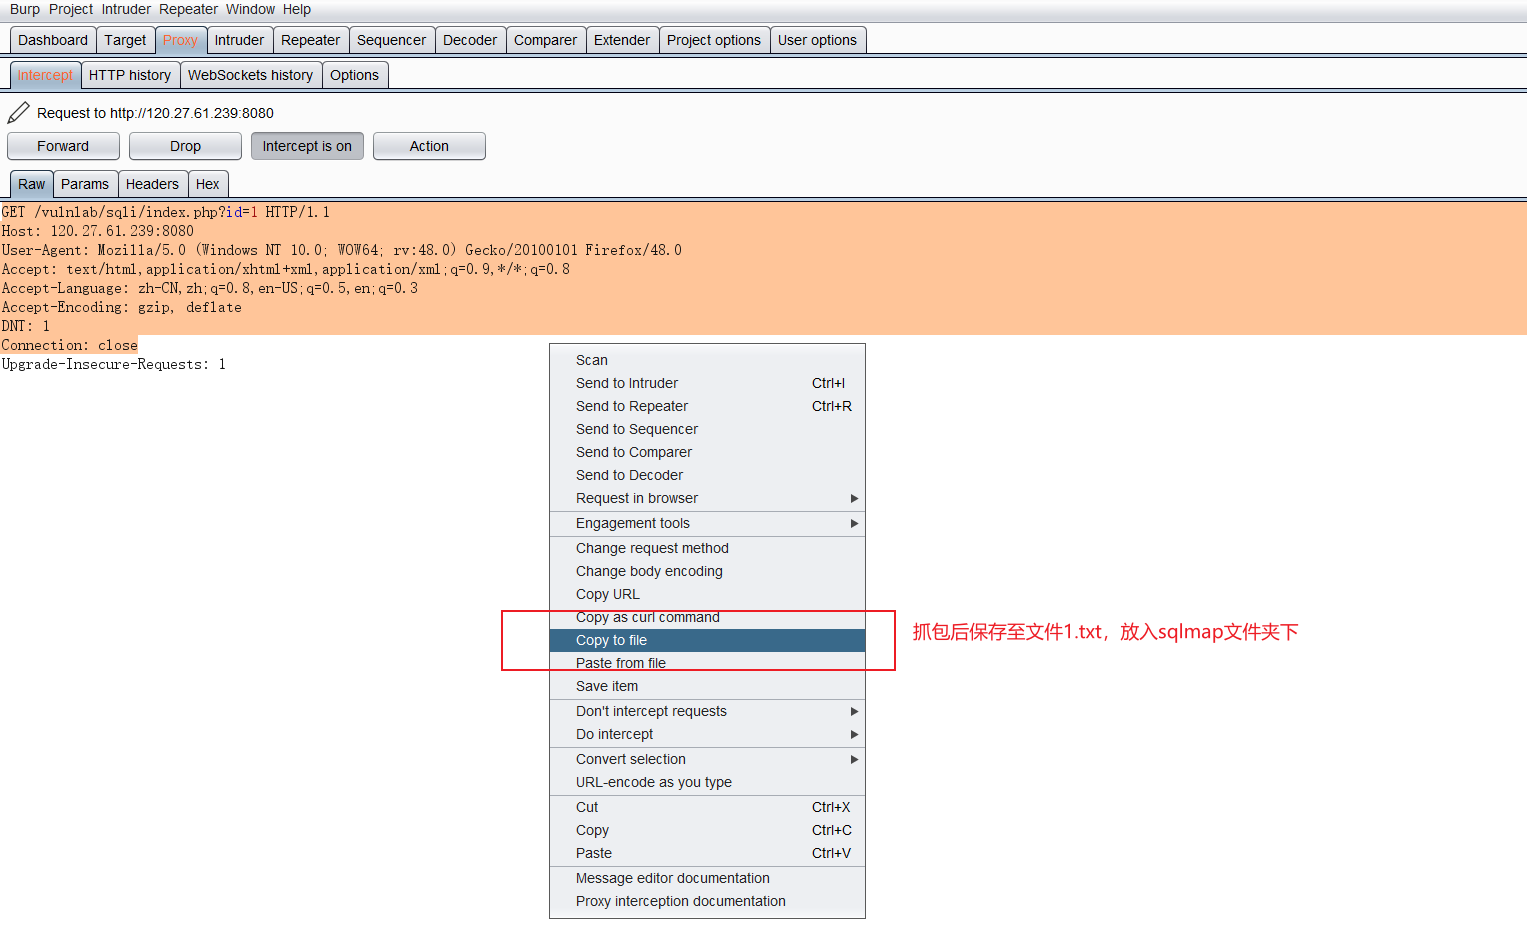 Burp Project Intruder Repeater Window Help
Dashboard Target Proxy Intruder Repeater Sequencer Decoder Comparer Extender Project options User options
Intercept HTTP history WebSockets history Options
Request to http://120.27.61.239:8080
Forward Drop Intercept is on Action
Raw Params Headers Hex
GET /vulnlab/sqli/index.php?id=1 HTTP/1.1
Host: 120.27.61.239:8080
User-Agent: Mozilla/5.0 (Windows NT 10.0; WOW64; rv:48.0) Gecko/20100101 Firefox/48.0
Accept: text/html,application/xhtml+xml,application/xml;q=0.9,*/*;q=0.8
Accept-Language: zh-CN,zh;q=0.8,en-US;q=0.5,en;q=0.3
Accept-Encoding: gzip, deflate
DNT: 1
Connection: close
Upgrade-Insecure-Requests: 1
Scan
Send to Intruder Ctrl+I
Send to Repeater Ctrl+R
Send to Sequencer
Send to Comparer
Send to Decoder
Request in browser
Engagement tools
Change request method
Change body encoding
Copy URL
Copy as curl command
Copy to file
抓包后保存至文件1.txt，放入sqlmap文件夹下
Paste from file
Save item
Don't intercept requests
Do intercept
Convert selection
URL-encode as you type
Cut Ctrl+X
Copy Ctrl+C
Paste Ctrl+V
Message editor documentation
Proxy interception documentation